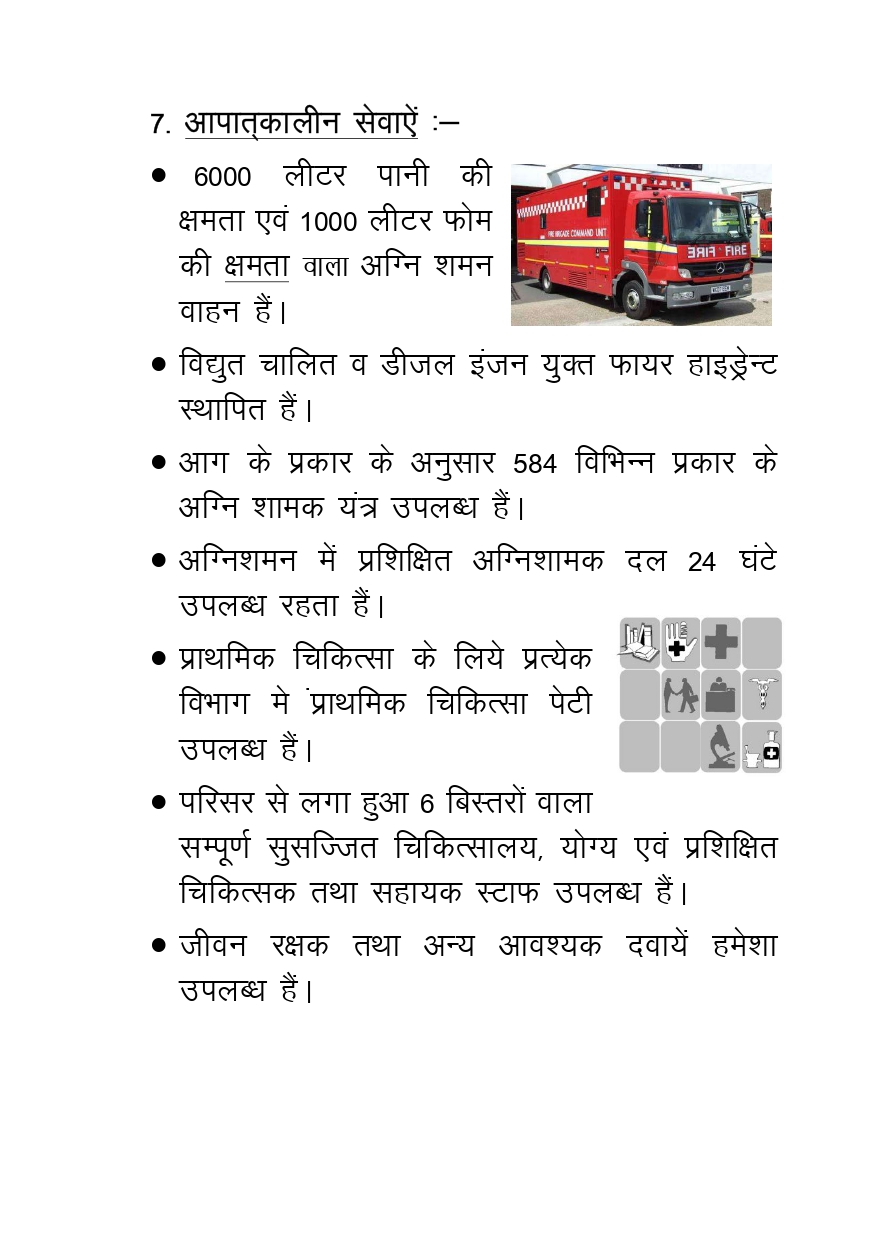 7. आपात्कालीन सेवाऐं :–
• 6000 लीटर पानी की
क्षमता एवं 1000 लीटर फोम
की क्षमता वाला अग्नि शमन
वाहन हैं।
FIRE BRIGADE COMMAND UNIT
FIRE FIRE
• विद्युत चालित व डीजल इंजन युक्त फायर हाइड्रेन्ट
स्थापित हैं।
• आग के प्रकार के अनुसार 584 विभिन्न प्रकार के
अग्नि शामक यंत्र उपलब्ध हैं।
• अग्निशमन में प्रशिक्षित अग्निशामक दल 24 घंटे
उपलब्ध रहता हैं।
• प्राथमिक चिकित्सा के लिये प्रत्येक
विभाग मे ंप्राथमिक चिकित्सा पेटी
उपलब्ध हैं।
• परिसर से लगा हुआ 6 बिस्तरों वाला
सम्पूर्ण सुसज्जित चिकित्सालय, योग्य एवं प्रशिक्षित
चिकित्सक तथा सहायक स्टाफ उपलब्ध हैं।
• जीवन रक्षक तथा अन्य आवश्यक दवायें हमेशा
उपलब्ध हैं।